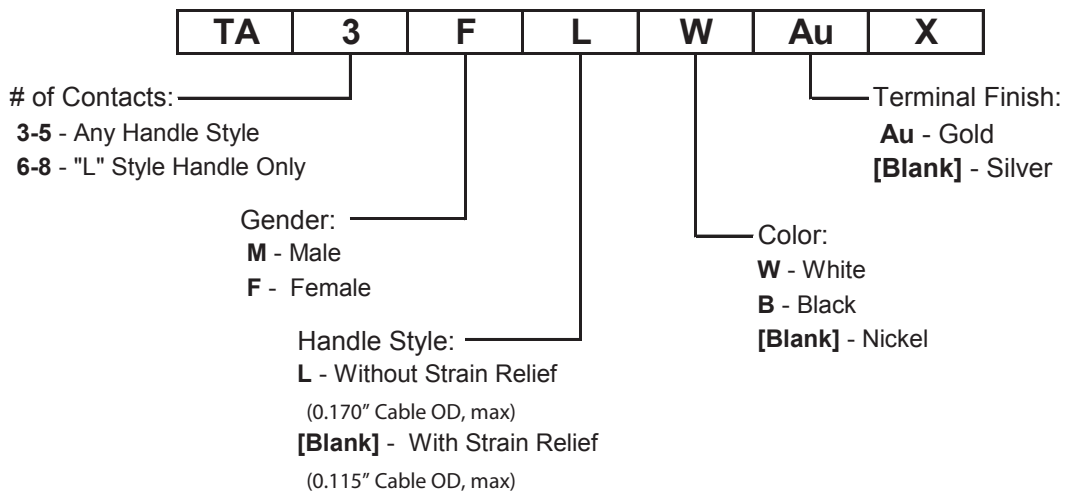 TA 3 F L W Au X
# of Contacts:
3-5 - Any Handle Style
6-8 - "L" Style Handle Only
Gender:
M - Male
F - Female
Handle Style:
L - Without Strain Relief
(0.170" Cable OD, max)
[Blank] - With Strain Relief
(0.115" Cable OD, max)
Color:
W - White
B - Black
[Blank] - Nickel
Terminal Finish:
Au - Gold
[Blank] - Silver